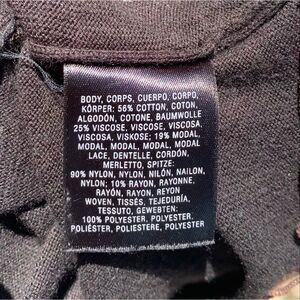 BODY, CORPS, CUERPO, CORPO,
KÖRPER: 56% COTTON, COTON,
ALGODÓN, COTONE, BAUMWOLLE
25% VISCOSE, VISCOSE, VISCOSA,
VISCOSA, VISKOSE; 19% MODAL,
MODAL, MODAL, MODAL, MODAL
LACE, DENTELLE, CORDÓN,
MERLETTO, SPITZE:
90% NYLON, NYLON, NILÓN, NAILON,
NYLON; 10% RAYON, RAYONNE,
RAYÓN, RAYON, REYON
WOVEN, TISSÉS, TEJEDURÍA,
TESSUTO, GEWEBTEN:
100% POLYESTER, POLYESTER,
POLIÉSTER, POLIESTERE, POLYESTER